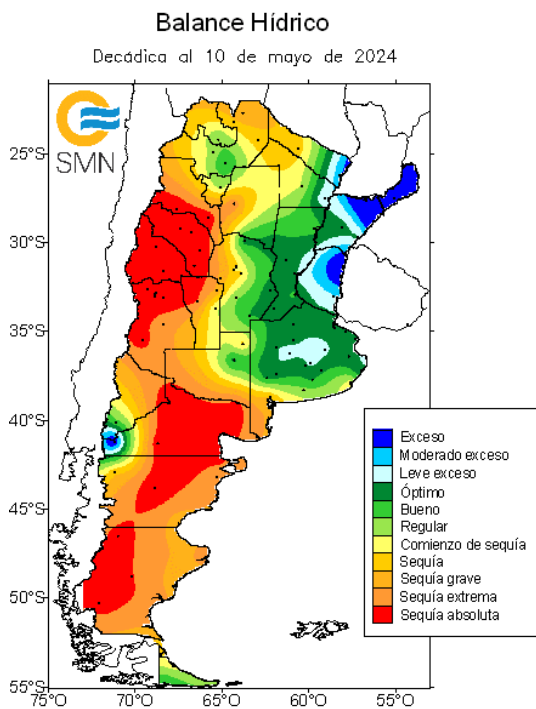 Balance Hídrico
Decádica al 10 de mayo de 2024
SMN
25°S
30°S
35°S
40°S
45°S
50°S
55°S
75°O
70°O
65°O
60°O
55°O
Exceso
Moderado exceso
Leve exceso
Óptimo
Bueno
Regular
Comienzo de sequía
Sequía
Sequía grave
Sequía extrema
Sequía absoluta